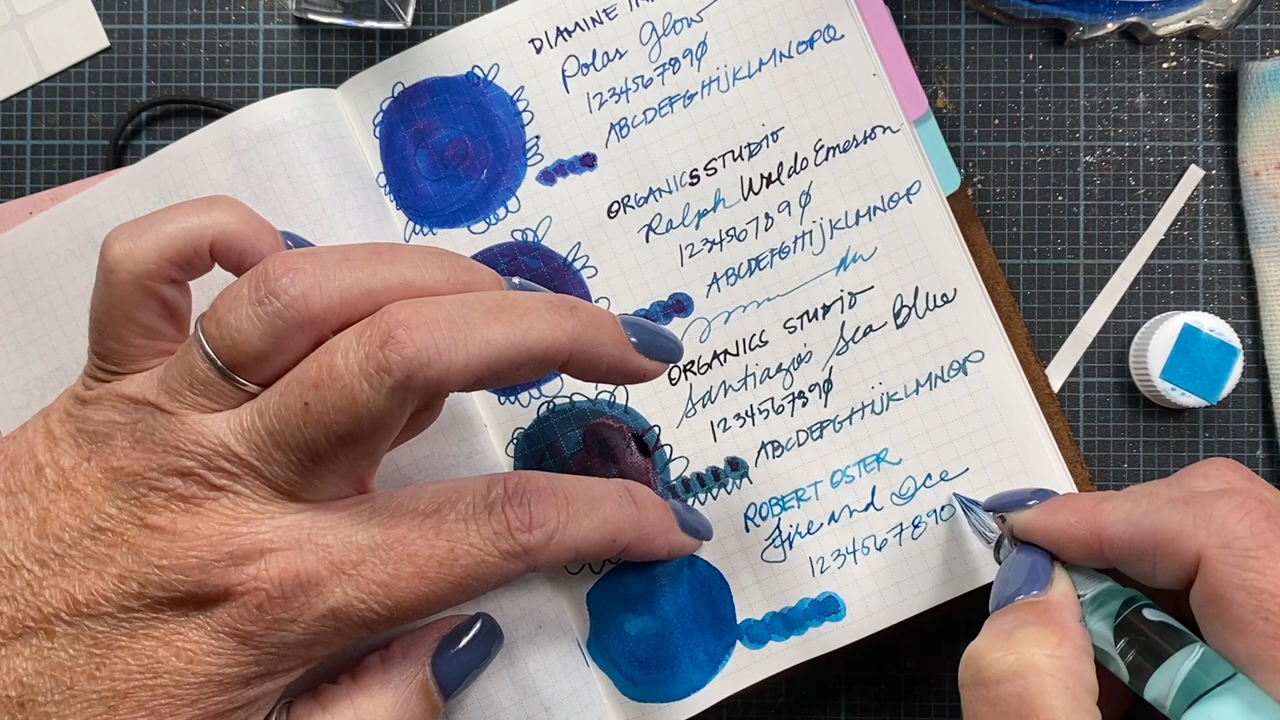 DIAMINE
Polar Glow
1234567890
ABCDEFGHIJKLMNOPQ
ORGANICS STUDIO
Ralph Waldo Emerson
1234567890
ABCDEFGHIJKLMNOP
ORGANICS STUDIO
Santiago's Sea Blue
1234567890
ABCDEFGHIJKLMNOP
ROBERT OSTER
Fire and Ice
1234567890